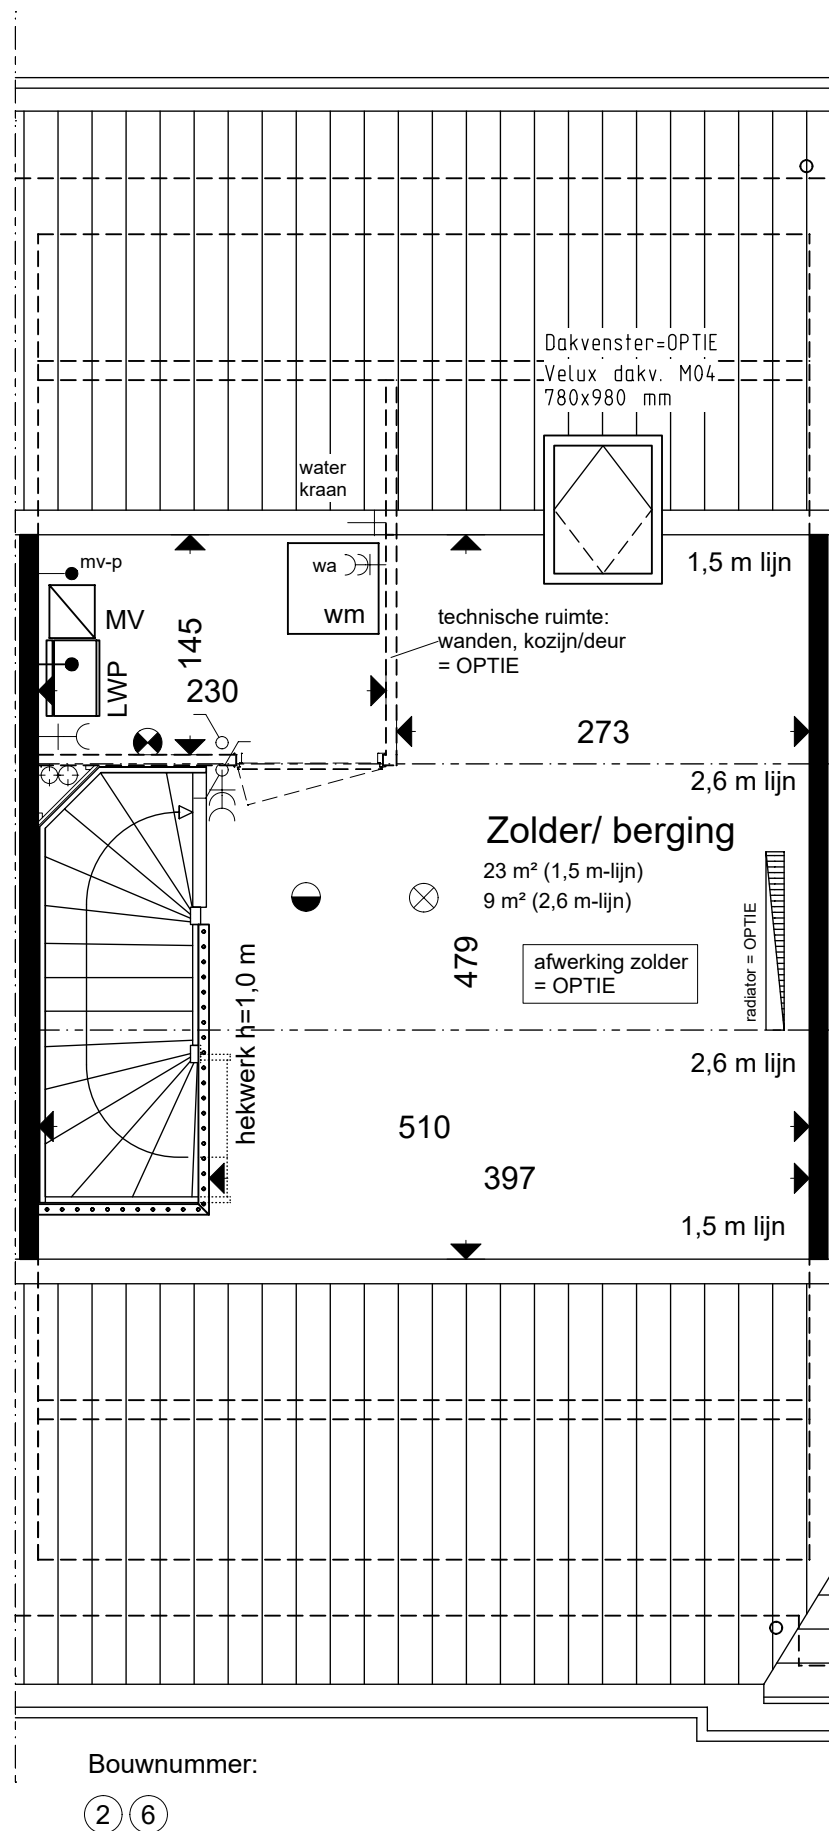 Dakvenster=OPTIE
Velux dakv. M04
780x980 mm
water
kraan
1,5 m lijn
mv-p
wa
wm
MV
LWP
145
230
technische ruimte:
wanden, kozijn/deur
= OPTIE
273
2,6 m lijn
Zolder/ berging
23 m² (1,5 m-lijn)
9 m² (2,6 m-lijn)
radiator = OPTIE
479
afwerking zolder
= OPTIE
hekwerk h=1,0 m
2,6 m lijn
510
397
1,5 m lijn
Bouwnummer:
2 6